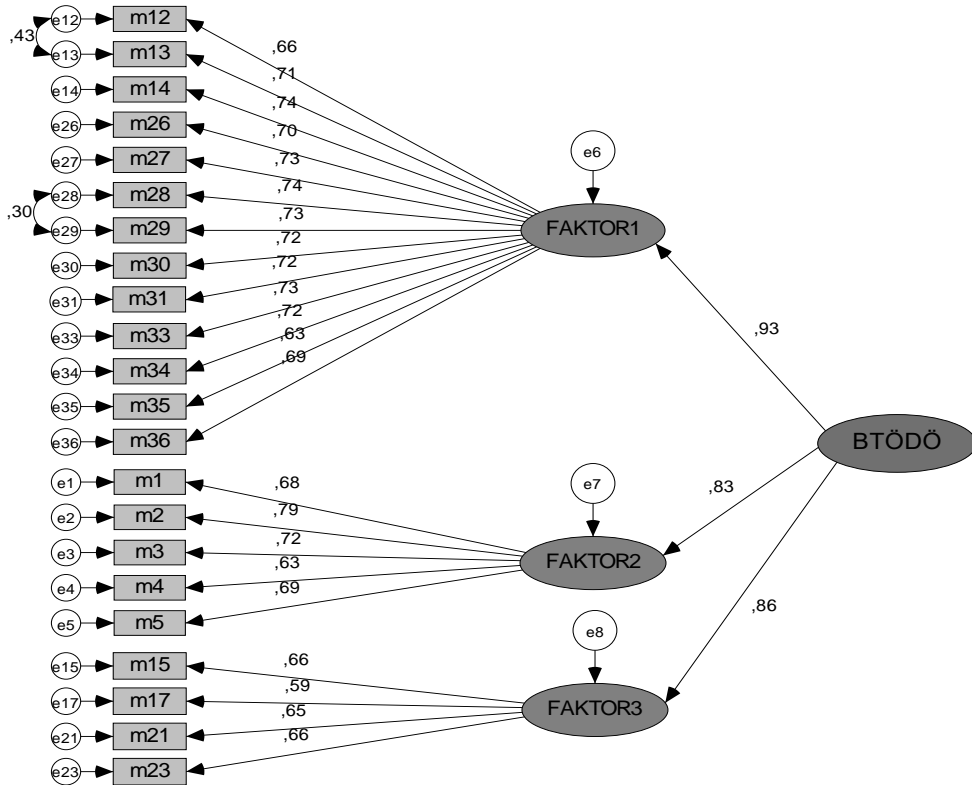 e12 m12
,43
e13 m13
e14 m14
e26 m26
e27 m27
e28 m28
,30
e29 m29
e30 m30
e31 m31
e33 m33
e34 m34
e35 m35
e36 m36
,66
,71
,74
,70
,73
,74
,73
,72
,72
,73
,72
,63
,69
e6
FAKTOR1
,93
BTÖDÖ
e1 m1
e2 m2
e3 m3
e4 m4
e5 m5
,68
,79
,72
,63
,69
e7
FAKTOR2
,83
e15 m15
e17 m17
e21 m21
e23 m23
,66
,59
,65
,66
e8
FAKTOR3
,86